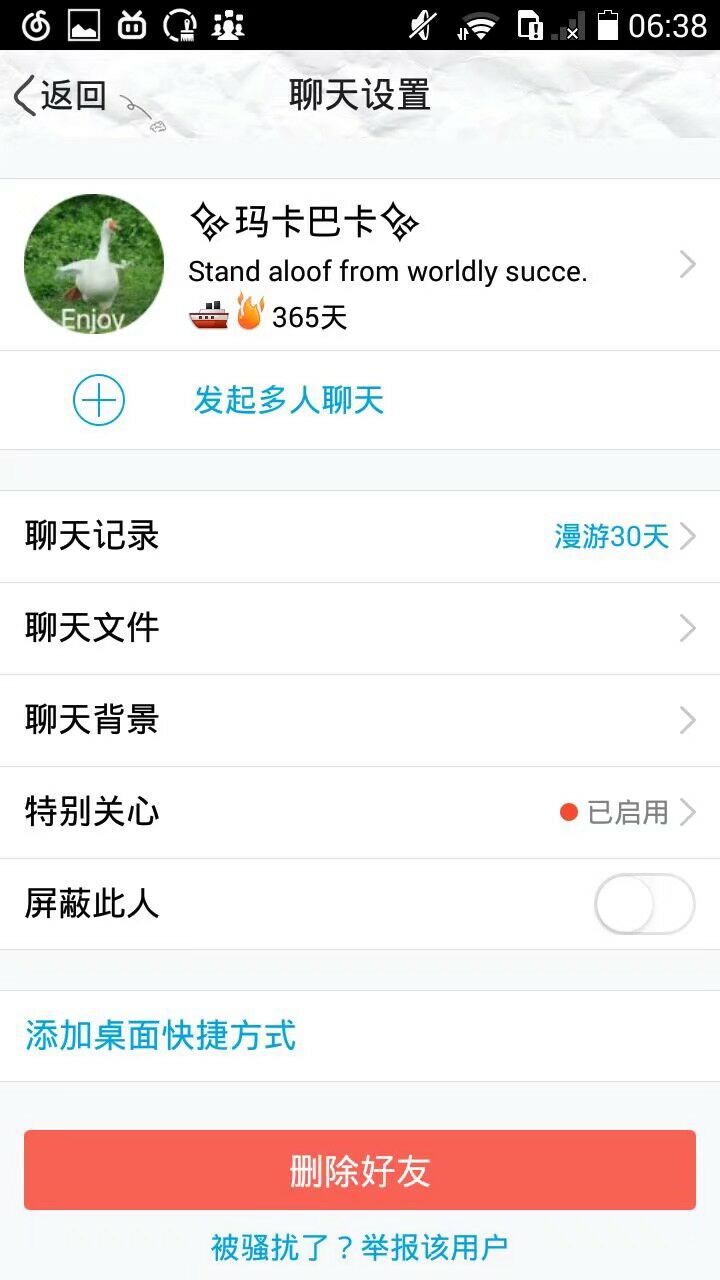 06:38
返回
聊天设置
玛卡巴卡
Stand aloof from worldly succe.
365天
Enjoy
发起多人聊天
聊天记录 漫游30天
聊天文件
聊天背景
特别关心 已启用
屏蔽此人
添加桌面快捷方式
删除好友
被骚扰了？举报该用户